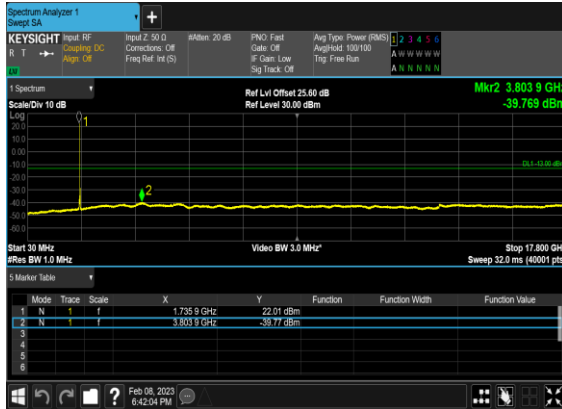 Spectrum Analyzer 1
Swept SA
+
KEYSIGHT Input: RF Input Z: 50 Ω #Atten: 20 dB PNO: Fast Avg Type: Power (RMS) 1 2 3 4 5 6
R T Coupling: DC Corrections: Off Gate: Off Avg|Hold: 100/100 A W W W W W
Align: Off Freq Ref: Int (S) IF Gain: Low Trig: Free Run
LU Sig Track: Off A N N N N N
1 Spectrum Ref Lvl Offset 25.60 dB Mkr2 3.803 9 GHz
Scale/Div 10 dB Ref Level 30.00 dBm -39.769 dBm
Log
20.0
10.0
0.00
-10.0
-20.0
-30.0
-40.0
-50.0
-60.0
1
DL1 -13.00 dBm
2
Start 30 MHz Video BW 3.0 MHz* Stop 17.800 GHz
#Res BW 1.0 MHz Sweep 32.0 ms (40001 pts)
5 Marker Table
Mode Trace Scale X Y Function Function Width Function Value
1 N 1 f 1.735 9 GHz 22.01 dBm
2 N 1 f 3.803 9 GHz -39.77 dBm
3
4
5
6
? Feb 08, 2023
6:42:04 PM